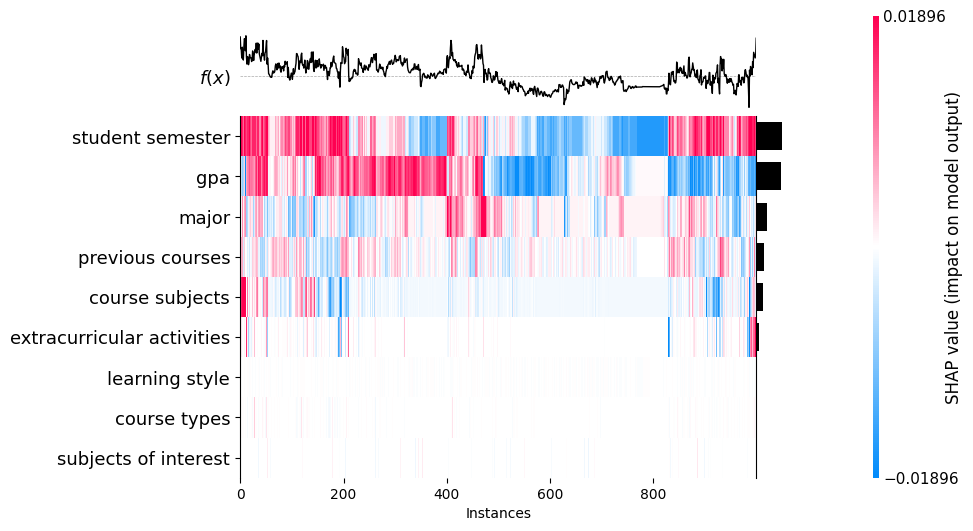 0.01896
f(x)
student semester
gpa
major
previous courses
course subjects
extracurricular activities
learning style
course types
subjects of interest
0 200 400 600 800
Instances
−0.01896
SHAP value (impact on model output)